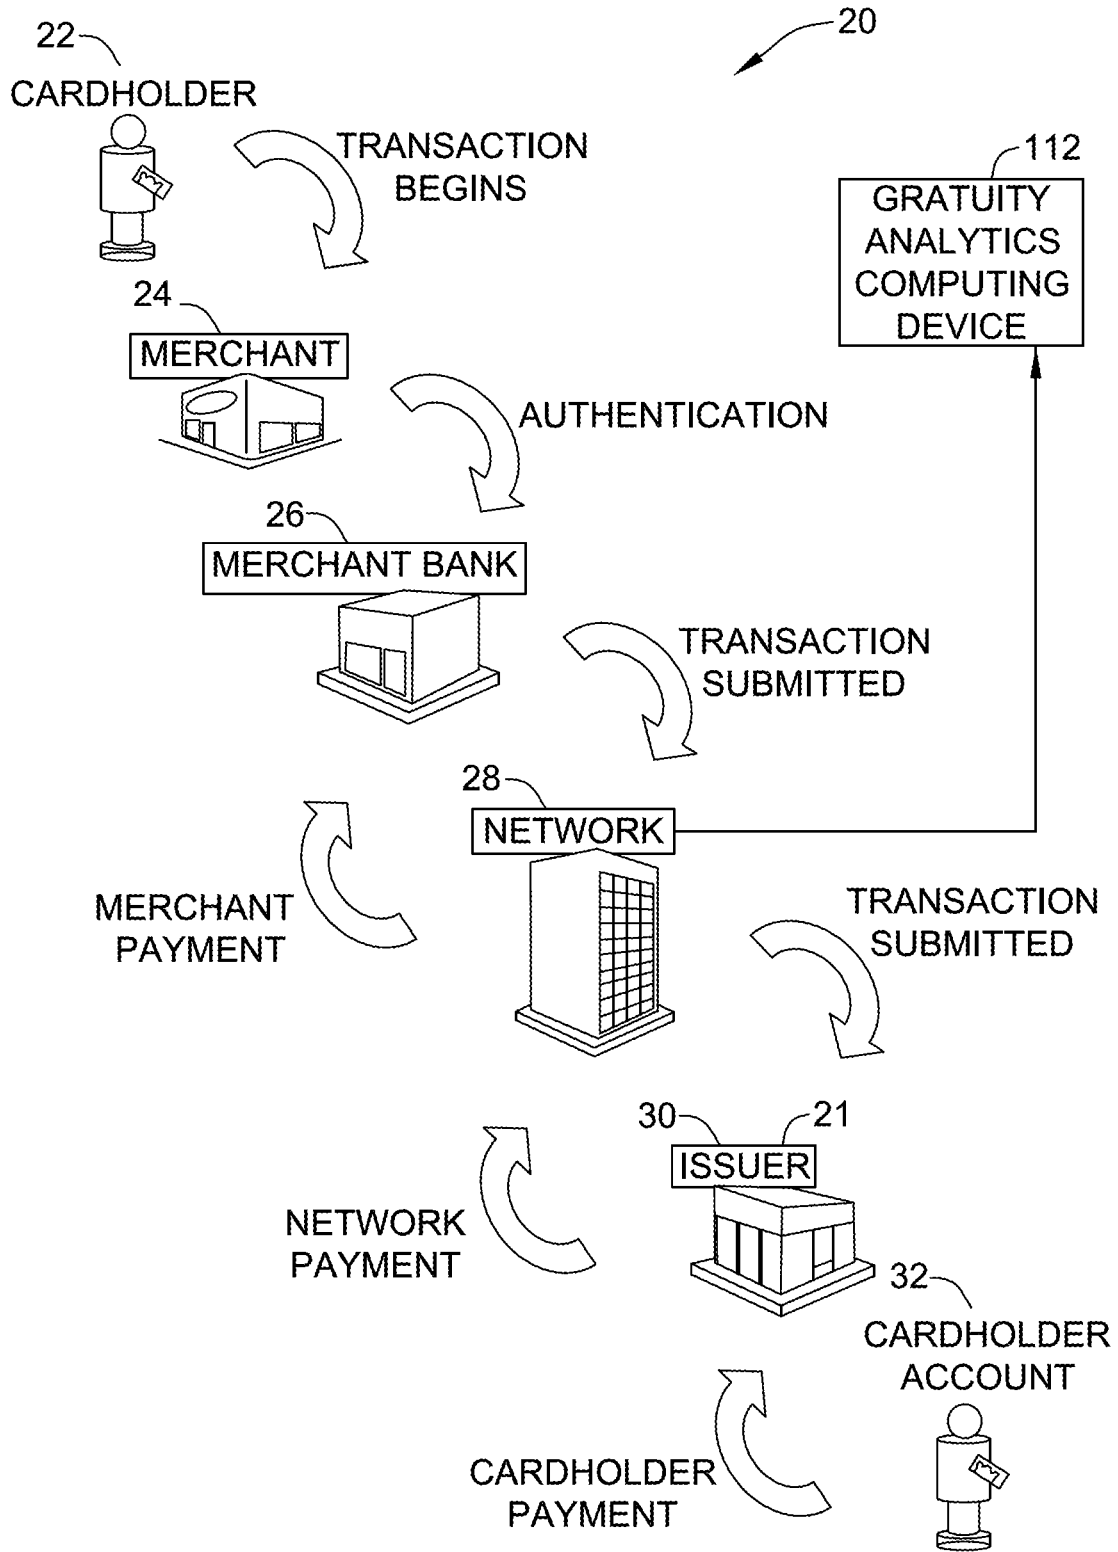 20
22
CARDHOLDER
TRANSACTION
BEGINS
112
GRATUITY
ANALYTICS
COMPUTING
DEVICE
24
MERCHANT
AUTHENTICATION
26
MERCHANT BANK
TRANSACTION
SUBMITTED
28
NETWORK
MERCHANT
PAYMENT
TRANSACTION
SUBMITTED
30
21
ISSUER
NETWORK
PAYMENT
32
CARDHOLDER
ACCOUNT
CARDHOLDER
PAYMENT